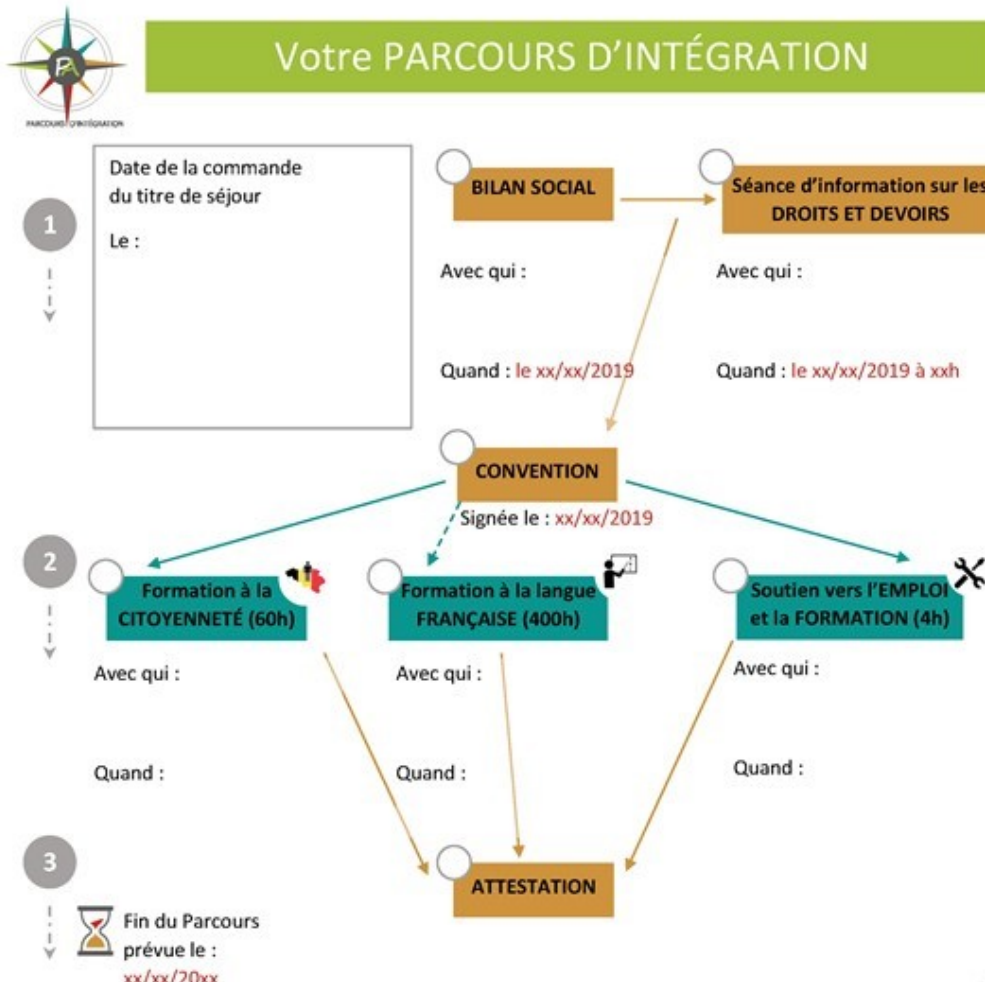 Votre PARCOURS D'INTÉGRATION
PA
PARCOURS D'INTÉGRATION
1
Date de la commande
du titre de séjour
Le :
BILAN SOCIAL
Avec qui :
Quand : le xx/xx/2019
Séance d'information sur les
DROITS ET DEVOIRS
Avec qui :
Quand : le xx/xx/2019 à xxh
CONVENTION
Signée le : xx/xx/2019
2
Formation à la
CITOYENNETÉ (60h)
Avec qui :
Quand :
Formation à la langue
FRANÇAISE (400h)
Avec qui :
Quand :
Soutien vers l'EMPLOI
et la FORMATION (4h)
Avec qui :
Quand :
3
ATTESTATION
Fin du Parcours
prévue le :
xx/xx/20xx